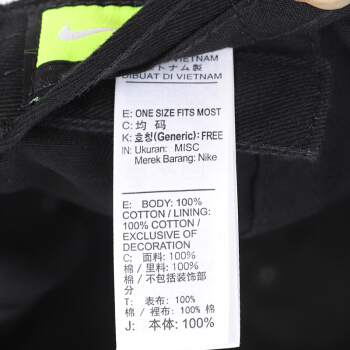 VIETNAM
トナム製
DIBUAT DI VIETNAM
E: ONE SIZE FITS MOST
C: 均 码
K: 호칭(Generic): FREE
IN: Ukuran: MISC
Merek Barang: Nike
E: BODY: 100%
COTTON / LINING:
100% COTTON /
EXCLUSIVE OF
DECORATION
C: 面料: 100%
棉 / 里料: 100%
棉 / 不包括装饰部
分
T: 表布: 100%
棉 / 裡布: 100%
棉
J: 本体: 100%